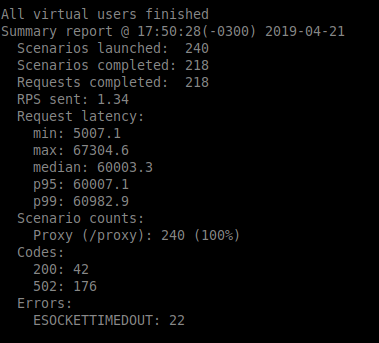 All virtual users finished
Summary report @ 17:50:28(-0300) 2019-04-21
Scenarios launched: 240
Scenarios completed: 218
Requests completed: 218
RPS sent: 1.34
Request latency:
min: 5007.1
max: 67304.6
median: 60003.3
p95: 60007.1
p99: 60982.9
Scenario counts:
Proxy (/proxy): 240 (100%)
Codes:
200: 42
502: 176
Errors:
ESOCKETTIMEDOUT: 22